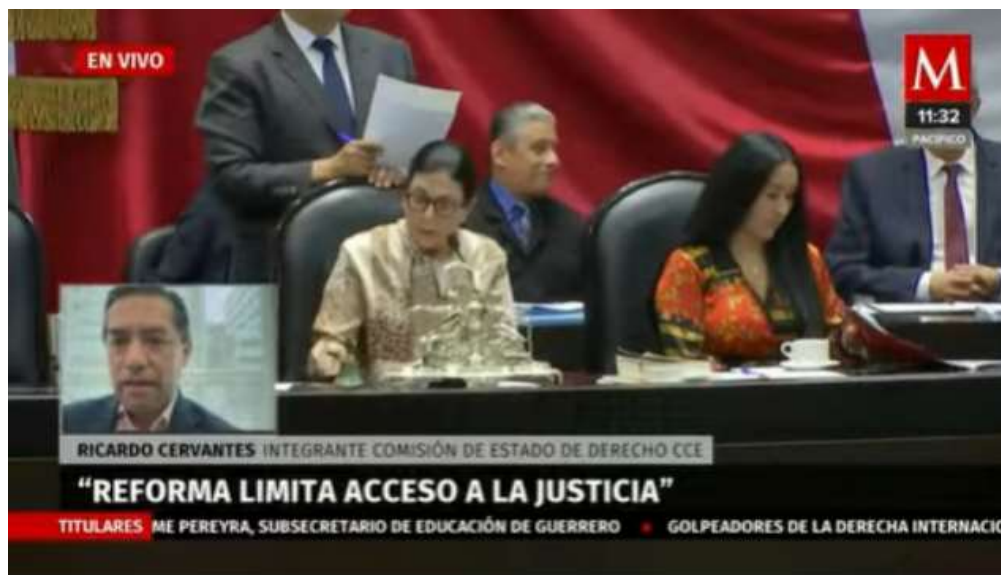 EN VIVO
M
11:32
PACÍFICO
RICARDO CERVANTES INTEGRANTE COMISIÓN DE ESTADO DE DERECHO CCE
“REFORMA LIMITA ACCESO A LA JUSTICIA”
TITULARES ME PEREYRA, SUBSECRETARIO DE EDUCACIÓN DE GUERRERO • GOLPEADORES DE LA DERECHA INTERNACIO